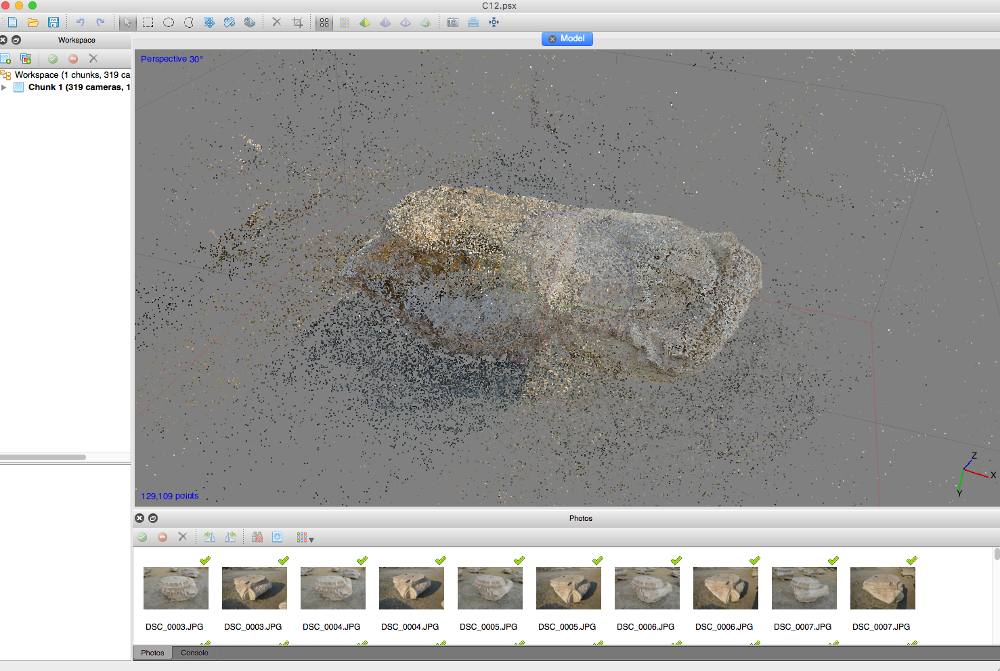 C12.psx
Workspace
Model
Workspace (1 chunks, 319 ca
Chunk 1 (319 cameras, 1
Perspective 30°
129,109 points
Z
X
Y
Photos
DSC_0003.JPG DSC_0003.JPG DSC_0004.JPG DSC_0004.JPG DSC_0005.JPG DSC_0005.JPG DSC_0006.JPG DSC_0006.JPG DSC_0007.JPG DSC_0007.JPG
Photos Console